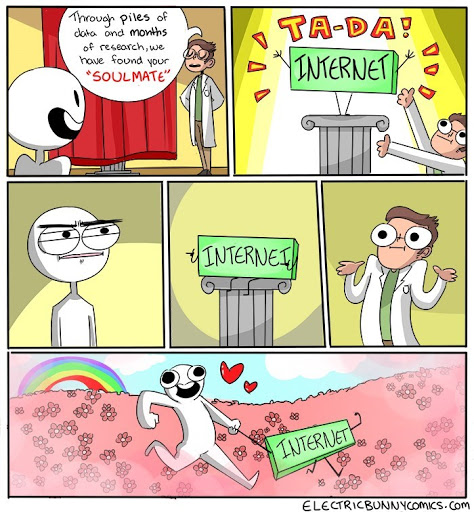 Through piles of
data and months
of research, we
have found your
"SOULMATE"
TA-DA!
INTERNET
INTERNET
INTERNET
ELECTRICBUNNYCOMICS.COM